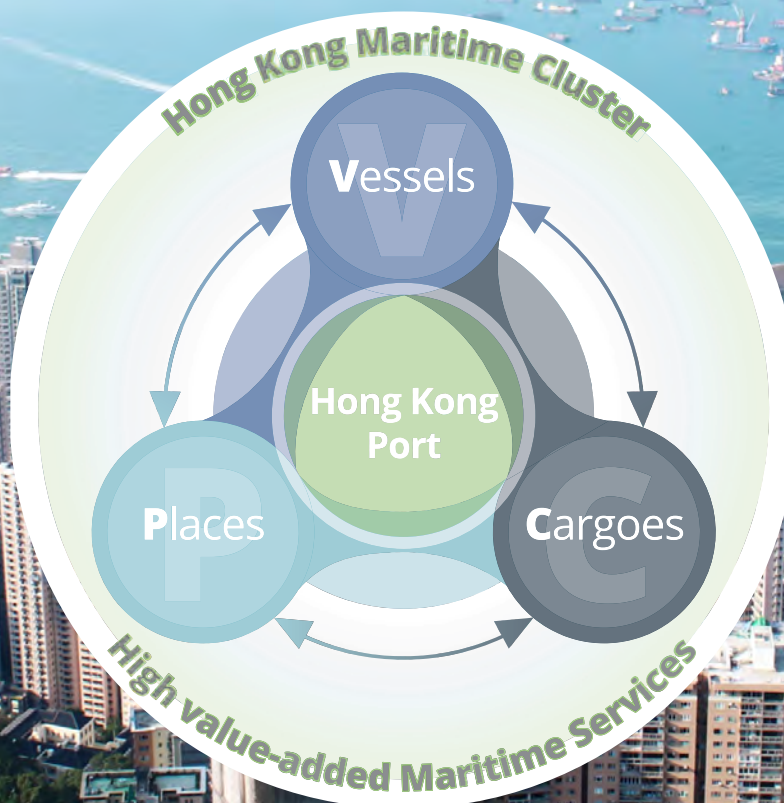 Hong Kong Maritime Cluster
V
Vessels
Hong Kong
Port
P
Places
C
Cargoes
High value-added Maritime Services